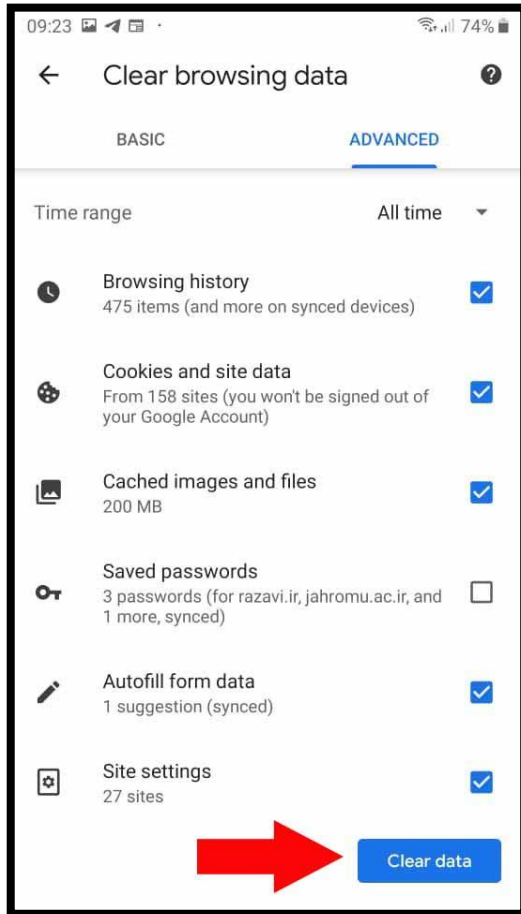 09:23 74%
Clear browsing data
BASIC ADVANCED
Time range All time
Browsing history
475 items (and more on synced devices)
Cookies and site data
From 158 sites (you won't be signed out of
your Google Account)
Cached images and files
200 MB
Saved passwords
3 passwords (for razavi.ir, jahromu.ac.ir, and
1 more, synced)
Autofill form data
1 suggestion (synced)
Site settings
27 sites
Clear data